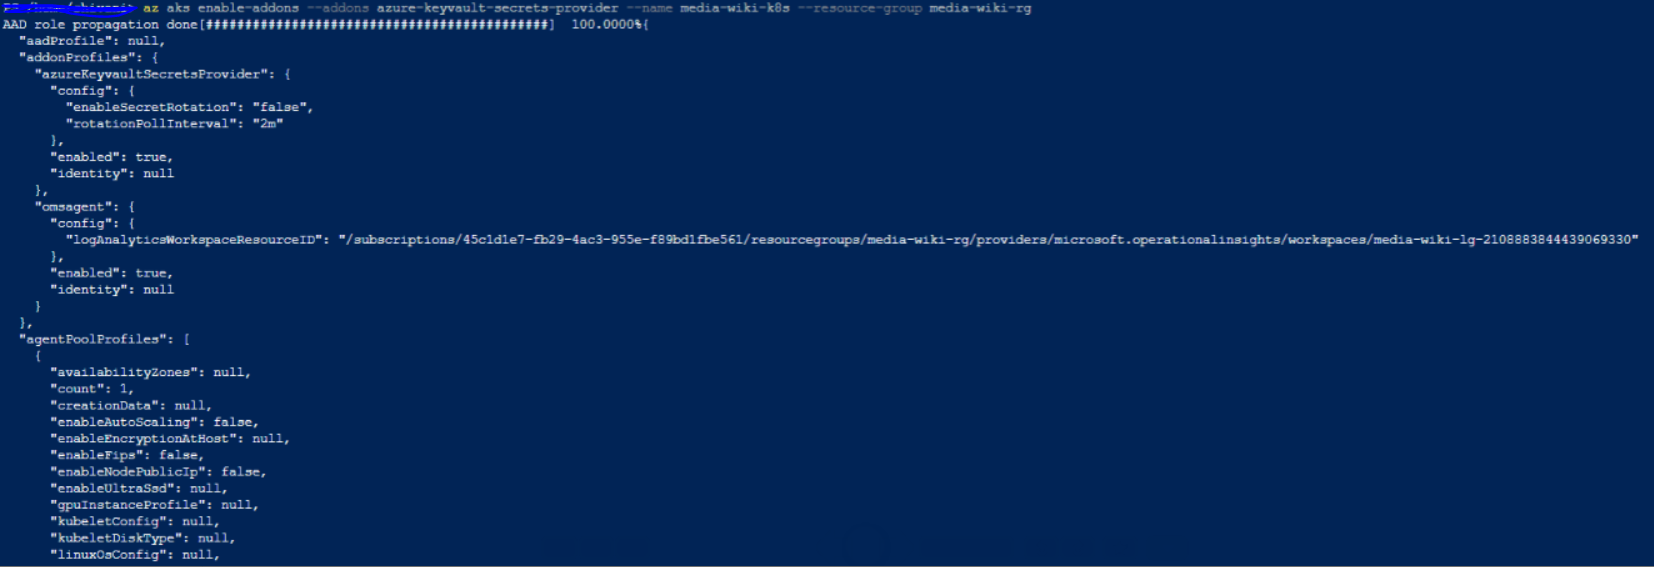 az aks enable-addons --addons azure-keyvault-secrets-provider --name media-wiki-k8s --resource-group media-wiki-rg
AAD role propagation done[############################################]  100.0000%{
  "aadProfile": null,
  "addonProfiles": {
    "azureKeyvaultSecretsProvider": {
      "config": {
        "enableSecretRotation": "false",
        "rotationPollInterval": "2m"
      },
      "enabled": true,
      "identity": null
    },
    "omsagent": {
      "config": {
        "logAnalyticsWorkspaceResourceID": "/subscriptions/45c1d1e7-fb29-4ac3-955e-f89bd1fbe561/resourcegroups/media-wiki-rg/providers/microsoft.operationalinsights/workspaces/media-wiki-lg-2108883844439069330"
      },
      "enabled": true,
      "identity": null
    }
  },
  "agentPoolProfiles": [
    {
      "availabilityZones": null,
      "count": 1,
      "creationData": null,
      "enableAutoScaling": false,
      "enableEncryptionAtHost": null,
      "enableFips": false,
      "enableNodePublicIp": false,
      "enableUltraSsd": null,
      "gpuInstanceProfile": null,
      "kubeletConfig": null,
      "kubeletDiskType": null,
      "linuxOsConfig": null,